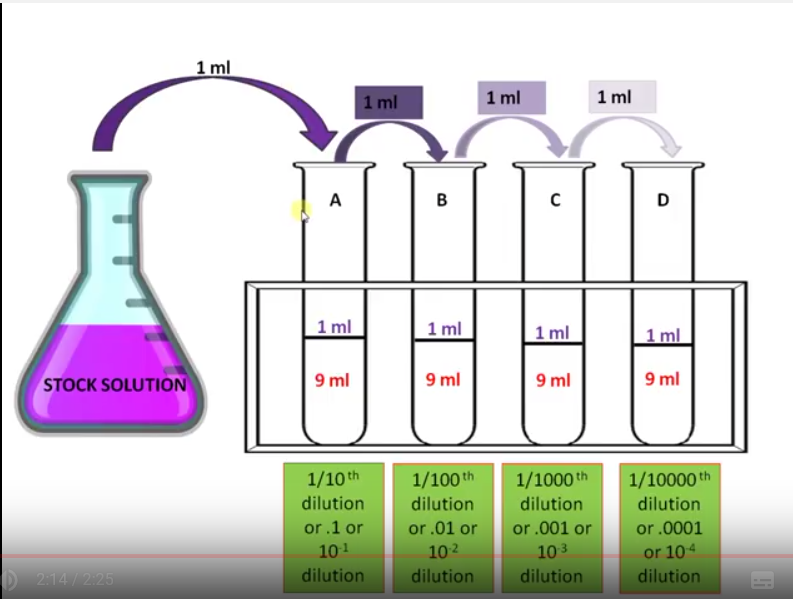 1 ml
1 ml
1 ml
1 ml
A
B
C
D
1 ml
1 ml
1 ml
1 ml
STOCK SOLUTION
9 ml
9 ml
9 ml
9 ml
1/10th
dilution
or .1 or
10-1
dilution
1/100th
dilution
or .01 or
10-2
dilution
1/1000th
dilution
or .001 or
10-3
dilution
1/10000th
dilution
or .0001
or 10-4
dilution
2:14 / 2:25